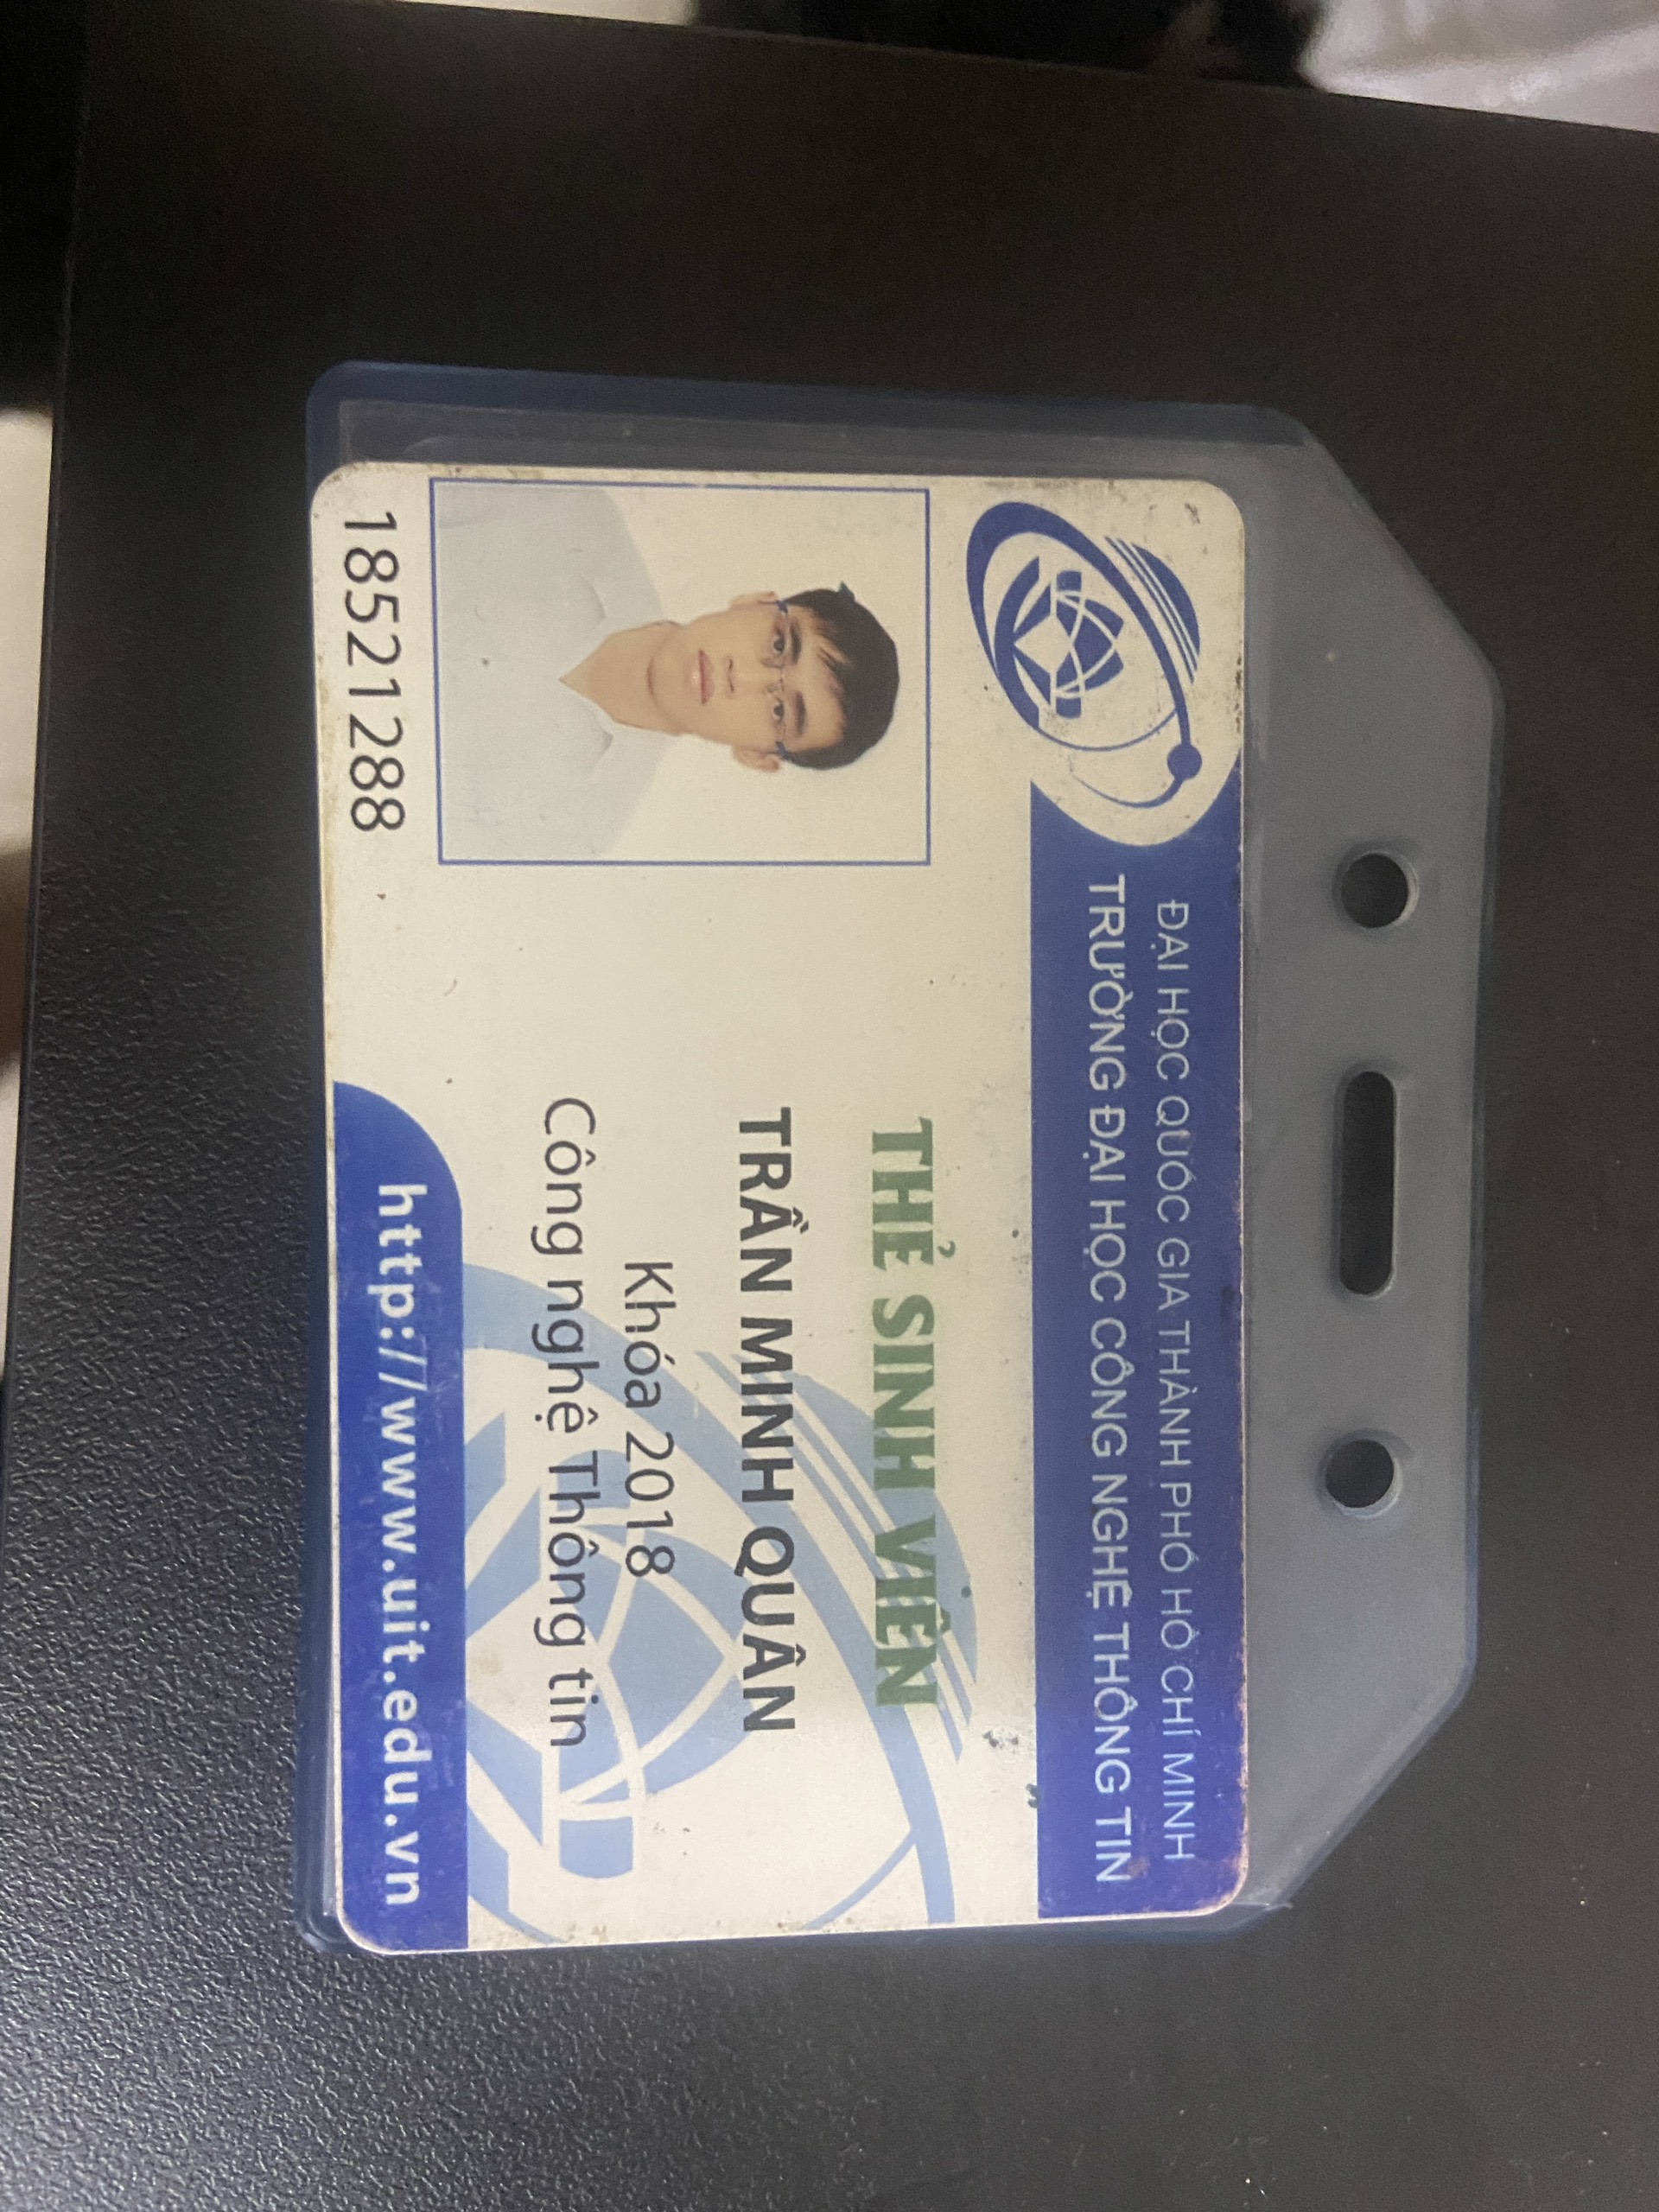 ĐẠI HỌC QUỐC GIA THÀNH PHỐ HỒ CHÍ MINH
TRƯỜNG ĐẠI HỌC CÔNG NGHỆ THÔNG TIN
THẺ SINH VIÊN
TRẦN MINH QUÂN
Khóa 2018
Công nghệ Thông tin
18521288
http://www.uit.edu.vn